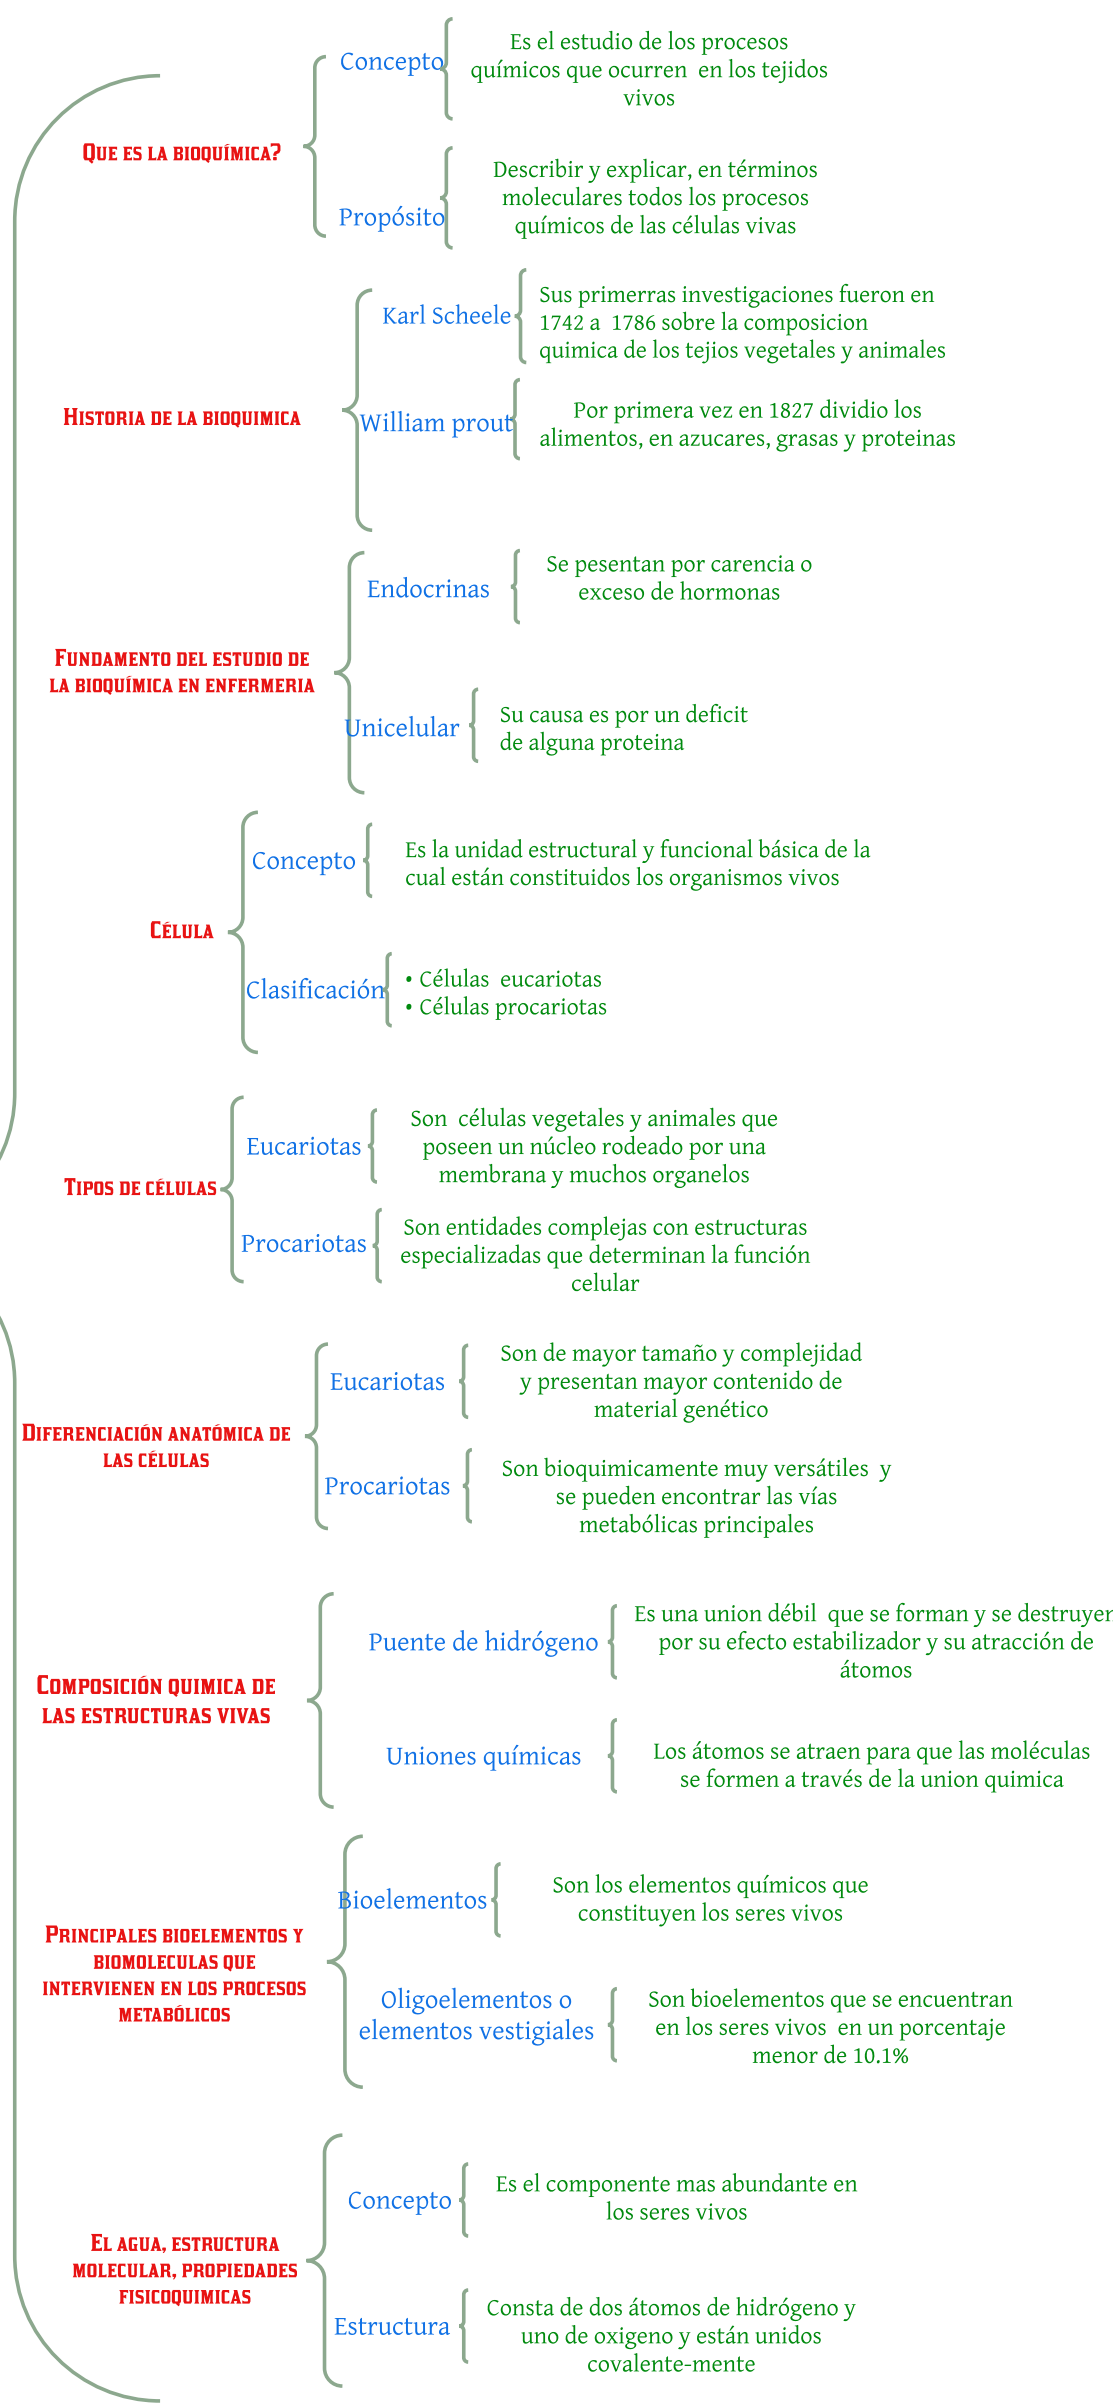 Concepto
Es el estudio de los procesos
químicos que ocurren en los tejidos
vivos
Que es la bioquímica?
Propósito
Describir y explicar, en términos
moleculares todos los procesos
químicos de las células vivas
Historia de la bioquimica
Karl Scheele
Sus primerras investigaciones fueron en
1742 a 1786 sobre la composicion
quimica de los tejios vegetales y animales
William prout
Por primera vez en 1827 dividio los
alimentos, en azucares, grasas y proteinas
Fundamento del estudio de
la bioquímica en enfermeria
Endocrinas
Se pesentan por carencia o
exceso de hormonas
Unicelular
Su causa es por un deficit
de alguna proteina
Célula
Concepto
Es la unidad estructural y funcional básica de la
cual están constituidos los organismos vivos
Clasificación
• Células eucariotas
• Células procariotas
Tipos de células
Eucariotas
Son células vegetales y animales que
poseen un núcleo rodeado por una
membrana y muchos organelos
Procariotas
Son entidades complejas con estructuras
especializadas que determinan la función
celular
Diferenciación anatómica de
las células
Eucariotas
Son de mayor tamaño y complejidad
y presentan mayor contenido de
material genético
Procariotas
Son bioquimicamente muy versátiles y
se pueden encontrar las vías
metabólicas principales
Composición quimica de
las estructuras vivas
Puente de hidrógeno
Es una union débil que se forman y se destruyen
por su efecto estabilizador y su atracción de
átomos
Uniones químicas
Los átomos se atraen para que las moléculas
se formen a través de la union quimica
Principales bioelementos y
biomoleculas que
intervienen en los procesos
metabólicos
Bioelementos
Son los elementos químicos que
constituyen los seres vivos
Oligoelementos o
elementos vestigiales
Son bioelementos que se encuentran
en los seres vivos en un porcentaje
menor de 10.1%
El agua, estructura
molecular, propiedades
fisicoquimicas
Concepto
Es el componente mas abundante en
los seres vivos
Estructura
Consta de dos átomos de hidrógeno y
uno de oxigeno y están unidos
covalente-mente